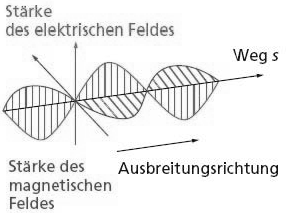 Stärke
des elektrischen Feldes
Weg s
Stärke des
magnetischen
Feldes
Ausbreitungsrichtung